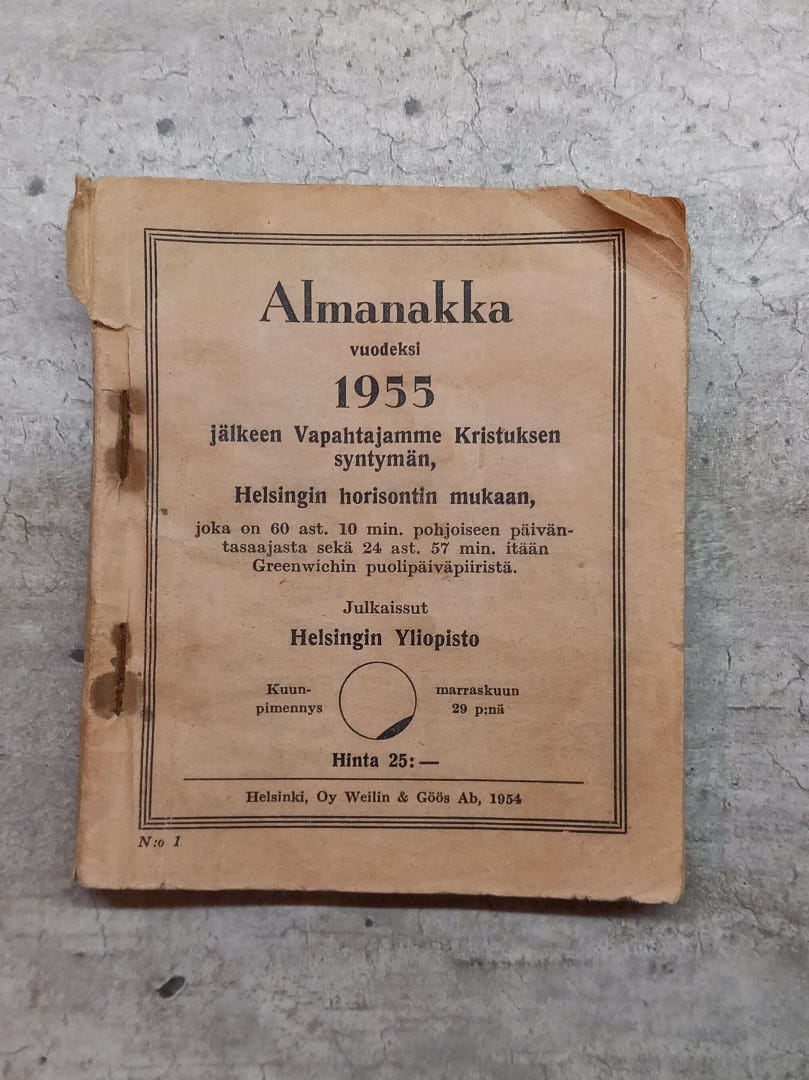 Almanakka
vuodeksi
1955
jälkeen Vapahtajamme Kristuksen
syntymän,
Helsingin horisontin mukaan,
joka on 60 ast. 10 min. pohjoiseen päivän-
tasaajasta sekä 24 ast. 57 min. itään
Greenwichin puolipäiväpiiristä.
Julkaissut
Helsingin Yliopisto
Kuun-
pimennys
marraskuun
29 p:nä
Hinta 25: —
Helsinki, Oy Weilin & Göös Ab, 1954
N:o 1